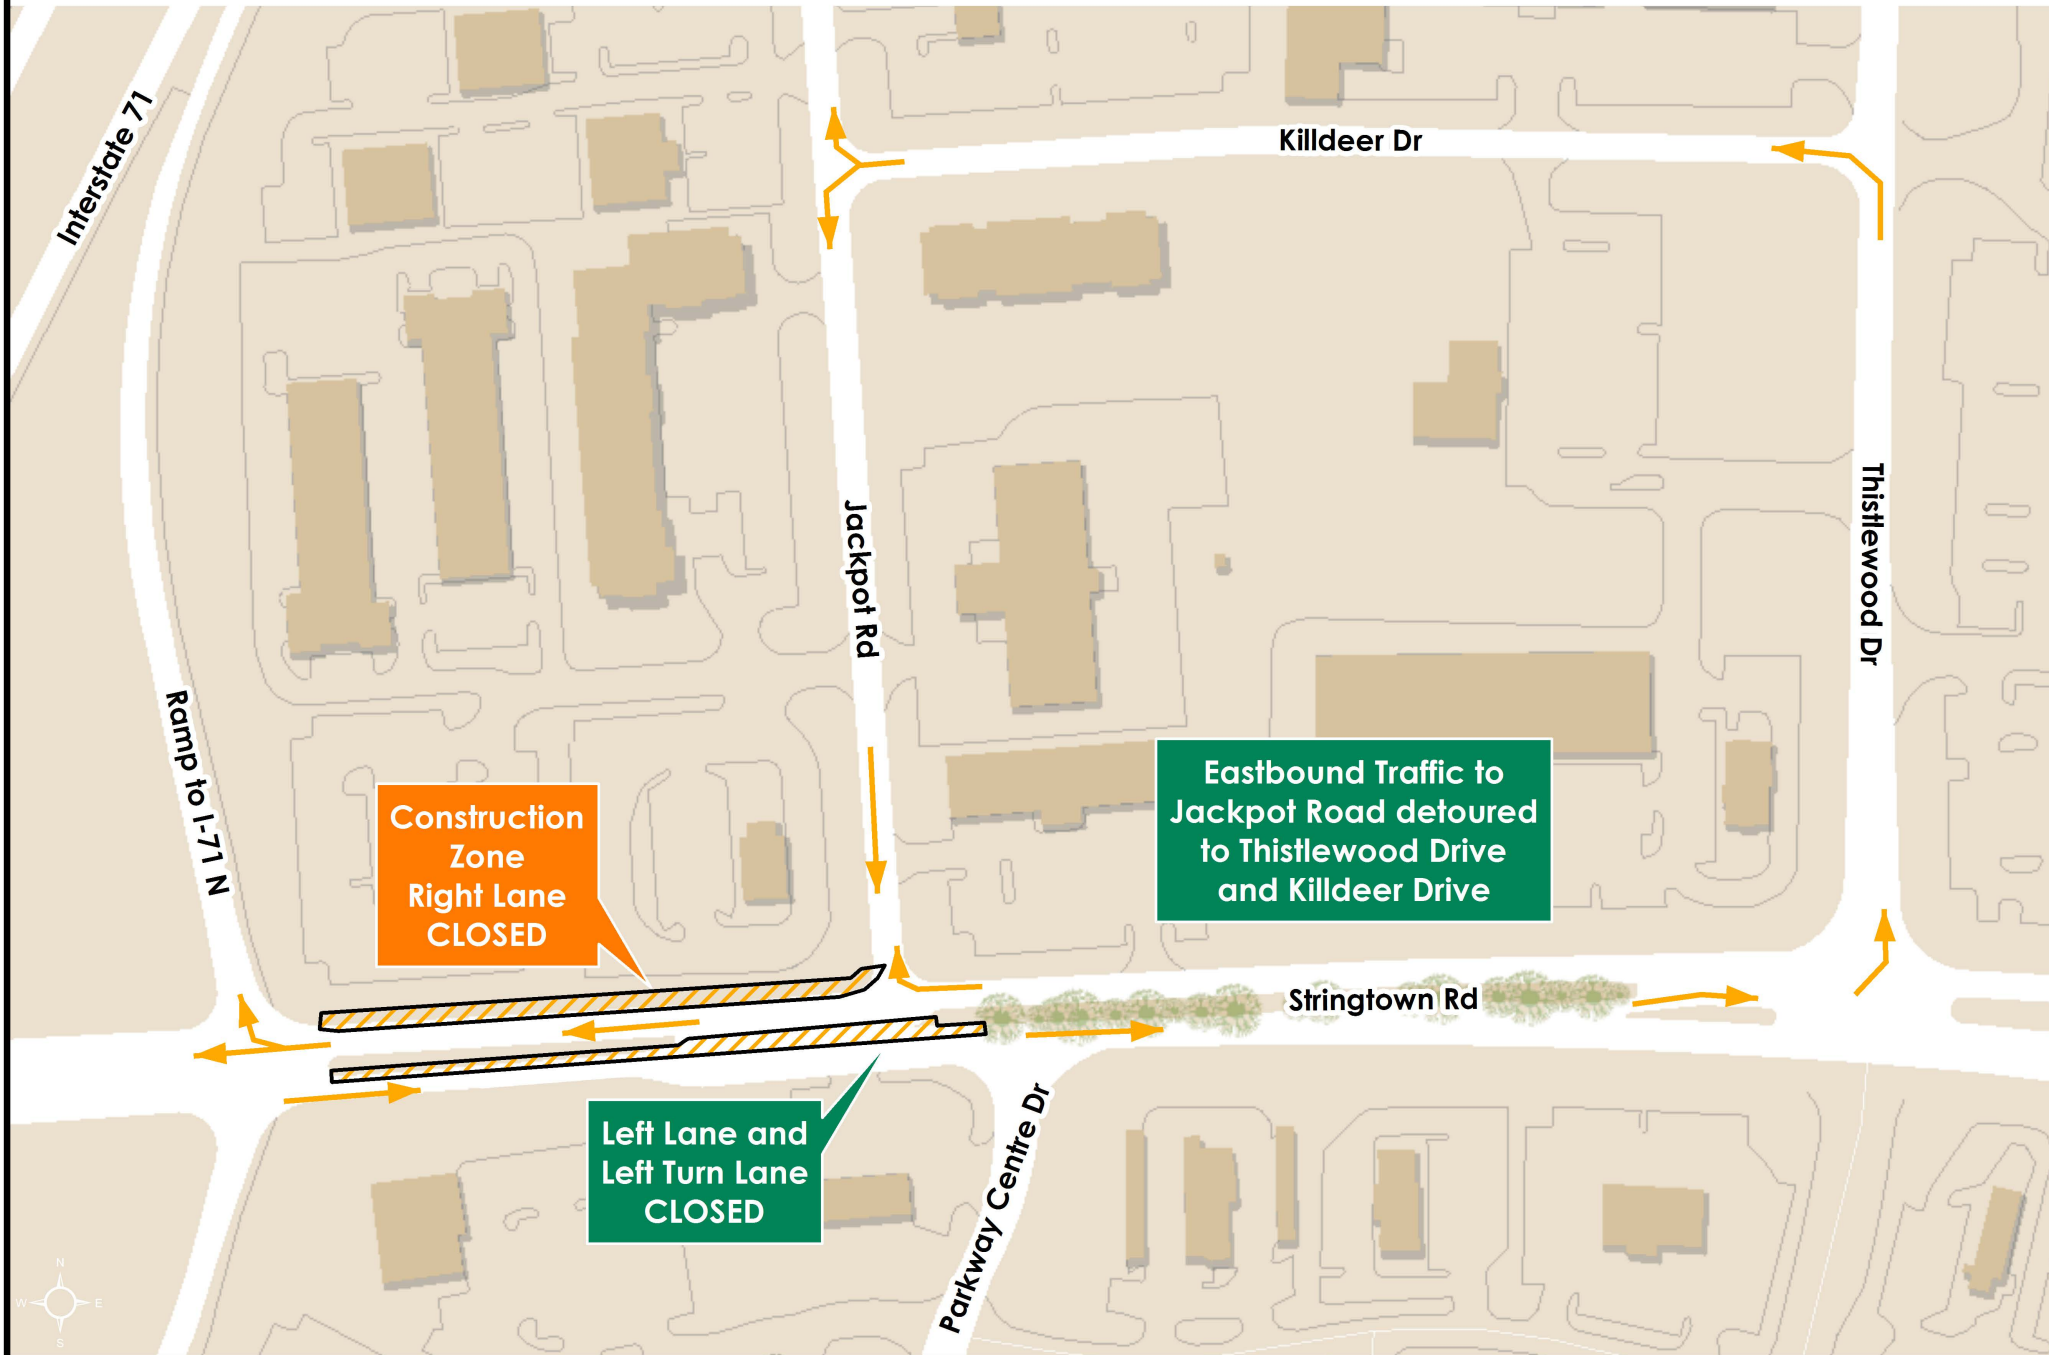 Interstate 71
Killdeer Dr
Jackpot Rd
Thistlewood Dr
Ramp to I-71 N
Construction
Zone
Right Lane
CLOSED
Eastbound Traffic to
Jackpot Road detoured
to Thistlewood Drive
and Killdeer Drive
Stringtown Rd
Left Lane and
Left Turn Lane
CLOSED
Parkway Centre Dr
N
W E
S